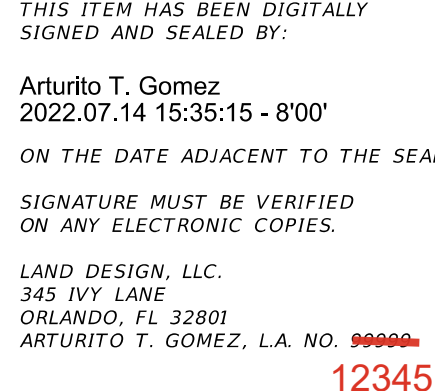 THIS ITEM HAS BEEN DIGITALLY
SIGNED AND SEALED BY:
Arturito T. Gomez
2022.07.14 15:35:15 - 8'00'
ON THE DATE ADJACENT TO THE SEAL
SIGNATURE MUST BE VERIFIED
ON ANY ELECTRONIC COPIES.
LAND DESIGN, LLC.
345 IVY LANE
ORLANDO, FL 32801
ARTURITO T. GOMEZ, L.A. NO. 99999
12345